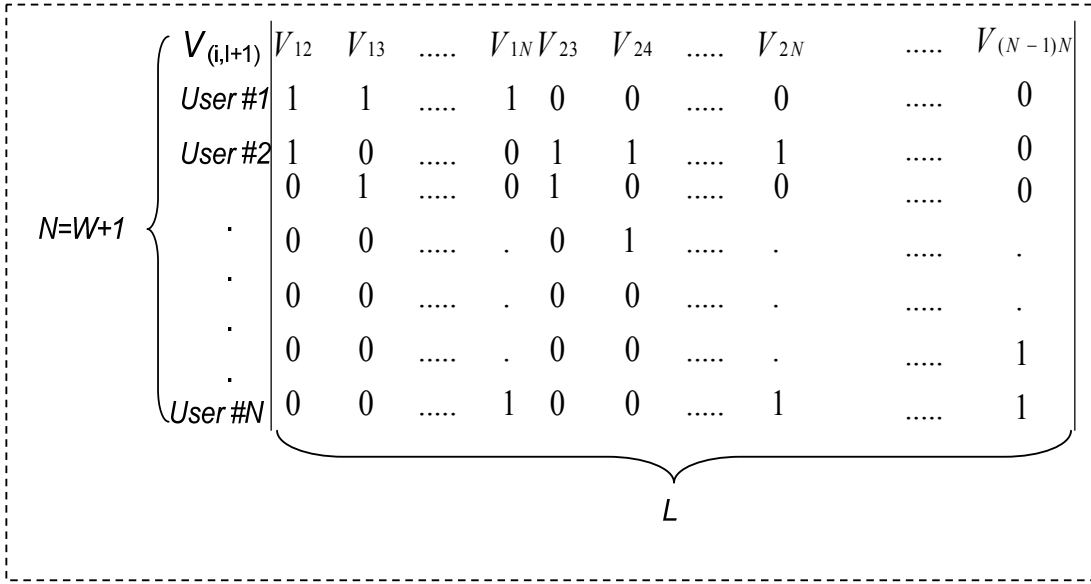 V(i,I+1) V12 V13 ..... V1N V23 V24 ..... V2N ..... V(N − 1)N
User #1 1 1 ..... 1 0 0 ..... 0 ..... 0
User #2 1 0 ..... 0 1 1 ..... 1 ..... 0
0 1 ..... 0 1 0 ..... 0 ..... 0
N=W+1 . 0 0 ..... . 0 1 ..... . ..... .
. 0 0 ..... . 0 0 ..... . ..... .
. 0 0 ..... . 0 0 ..... . ..... 1
.
User #N 0 0 ..... 1 0 0 ..... 1 ..... 1
L